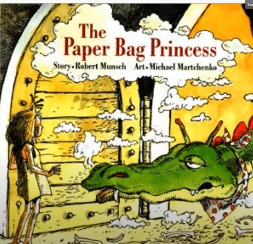 The
Paper Bag Princess
Story•Robert Munsch Art•Michael Martchenko